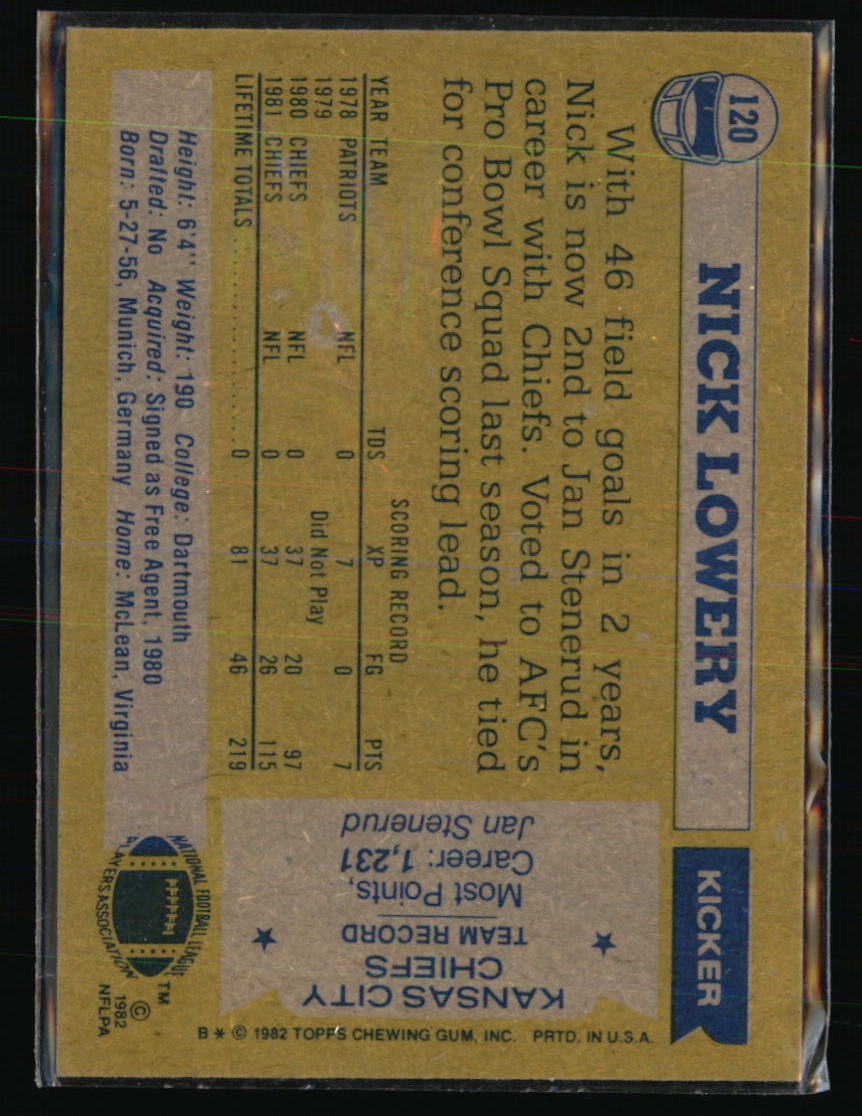 120
NICK LOWERY
KICKER
With 46 field goals in 2 years,
Nick is now 2nd to Jan Stenerud in
career with Chiefs. Voted to AFC's
Pro Bowl Squad last season, he tied
for conference scoring lead.
SCORING RECORD
YEAR TEAM TDS XP FG PTS
1978 PATRIOTS NFL 0 7 0 7
1979 Did Not Play
1980 CHIEFS NFL 0 37 20 97
1981 CHIEFS NFL 0 37 26 115
LIFETIME TOTALS .................... 0 81 46 219
Height: 6'4" Weight: 190 College: Dartmouth
Drafted: No Acquired: Signed as Free Agent, 1980
Born: 5-27-56, Munich, Germany Home: McLean, Virginia
KANSAS CITY
CHIEFS
TEAM RECORD
Most Points,
Career: 1,231
Jan Stenerud
NATIONAL FOOTBALL LEAGUE
PLAYERS ASSOCIATION
TM
©
1982
NFLPA
B * © 1982 TOPPS CHEWING GUM, INC. PRTD. IN U.S.A.